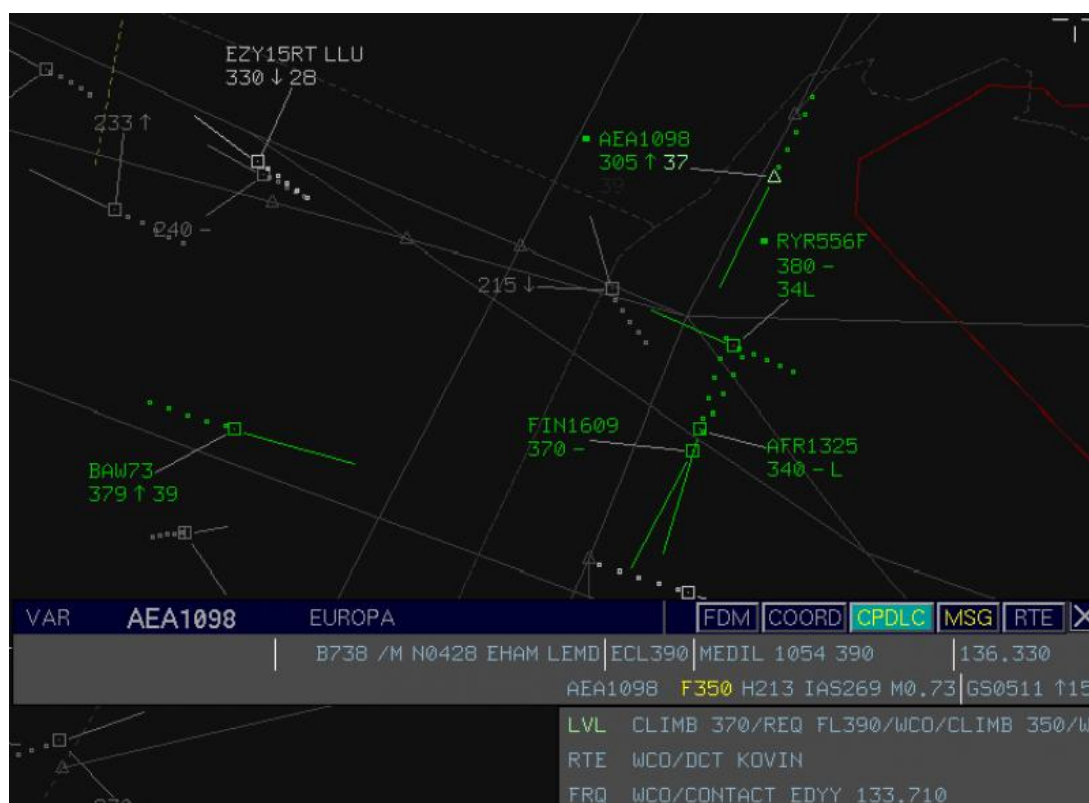 EZY15RT LLU
330 ↓ 28
233 ↑
▪ AEA1098
305 ↑ 37
39
240 -
▪ RYR556F
380 -
34L
215 ↓
FIN1609
370 -
AFR1325
340 - L
BAW73
379 ↑ 39
VAR AEA1098 EUROPA FDM COORD CPDLC MSG RTE X
B738 /M N0428 EHAM LEMD ECL390 MEDIL 1054 390 136.330
AEA1098 F350 H213 IAS269 M0.73 GS0511 ↑15
LVL CLIMB 370/REQ FL390/WCO/CLIMB 350/W
RTE WCO/DCT KOVIN
FRQ WCO/CONTACT EDYY 133.710